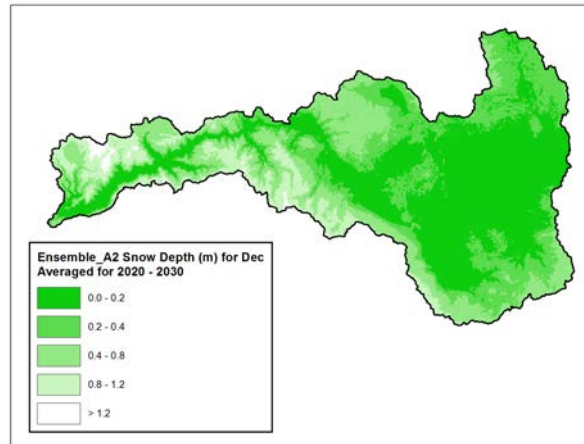 Ensemble_A2 Snow Depth (m) for Dec
Averaged for 2020 - 2030
0.0 - 0.2
0.2 - 0.4
0.4 - 0.8
0.8 - 1.2
> 1.2